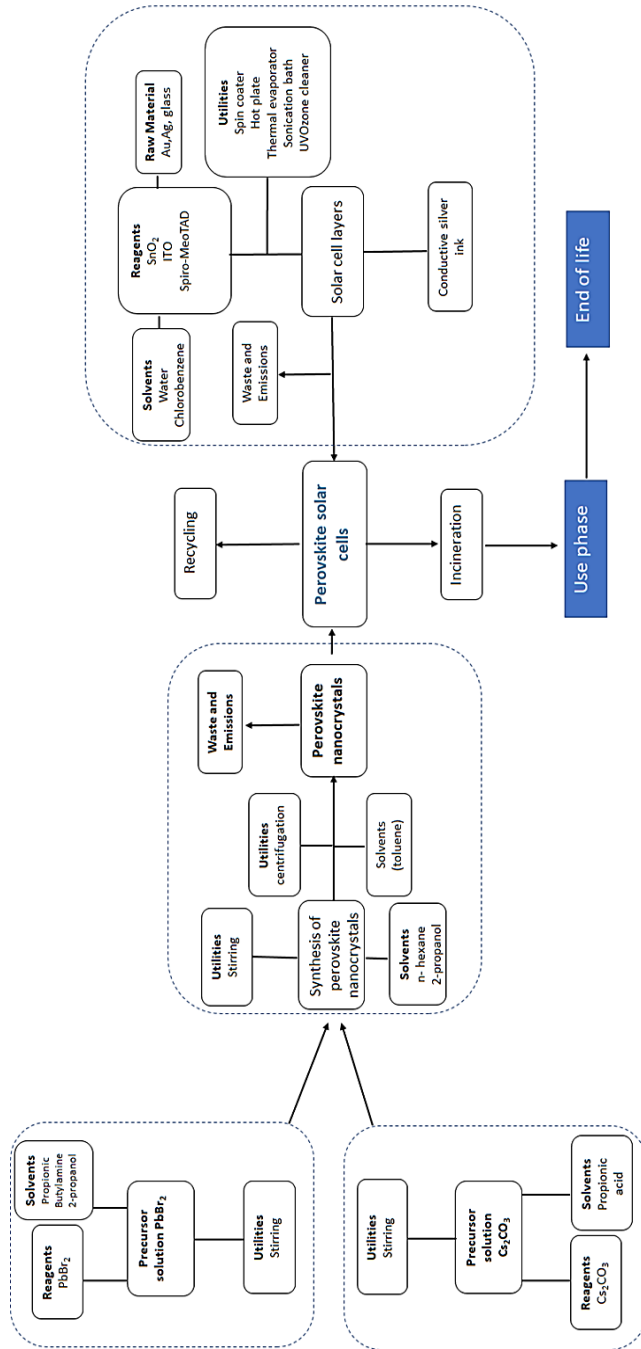 Solvents
Propionic
Butylamine
2-propanol
Reagents
PbBr₂
Precursor
solution PbBr₂
Utilities
Stirring
Utilities
Stirring
Precursor
solution Cs₂CO₃
Reagents
Cs₂CO₃
Solvents
Propionic
acid
Utilities
Stirring
Synthesis of
perovskite
nanocrystals
Solvents
n- hexane
2-propanol
Utilities
centrifugation
Solvents
(toluene)
Waste and
Emissions
Perovskite
nanocrystals
Recycling
Perovskite solar
cells
Incineration
Use phase
End of life
Solvents
Water
Chlorobenzene
Reagents
SnO₂
ITO
Spiro-MeoTAD
Raw Material
Au,Ag, glass
Utilities
Spin coater
Hot plate
Thermal evaporator
Sonication bath
UVOzone cleaner
Waste and
Emissions
Solar cell layers
Conductive silver
ink